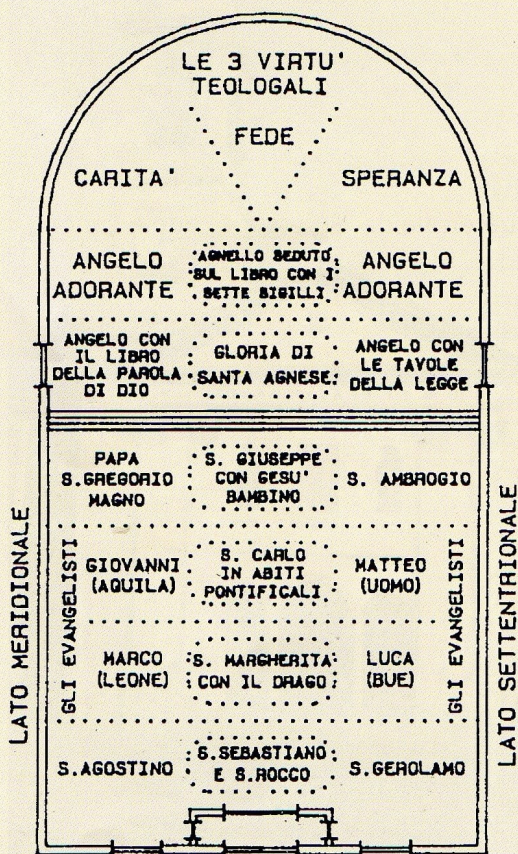 LE 3 VIRTU'
TEOLOGALI
FEDE
CARITA'
SPERANZA
ANGELO
ADORANTE
AGNELLO SEDUTO
SUL LIBRO CON I
SETTE SIGILLI
ANGELO
ADORANTE
ANGELO CON
IL LIBRO
DELLA PAROLA
DI DIO
GLORIA DI
SANTA AGNESE
ANGELO CON
LE TAVOLE
DELLA LEGGE
PAPA
S.GREGORIO
MAGNO
S. GIUSEPPE
CON GESU'
BAMBINO
S. AMBROGIO
LATO MERIDIONALE
GLI EVANGELISTI
GIOVANNI
(AQUILA)
S. CARLO
IN ABITI
PONTIFICALI
MATTEO
(UOMO)
GLI EVANGELISTI
LATO SETTENTRIONALE
MARCO
(LEONE)
S. MARGHERITA
CON IL DRAGO
LUCA
(BUE)
S.AGOSTINO
S.SEBASTIANO
E S.ROCCO
S.GEROLAMO